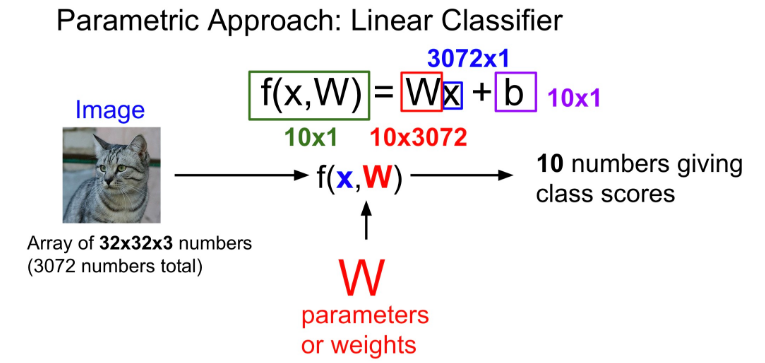 Parametric Approach: Linear Classifier
3072x1
f(x,W) = Wx + b 10x1
Image
10x1 10x3072
f(x,W)
10 numbers giving
class scores
Array of 32x32x3 numbers
(3072 numbers total)
W
parameters
or weights